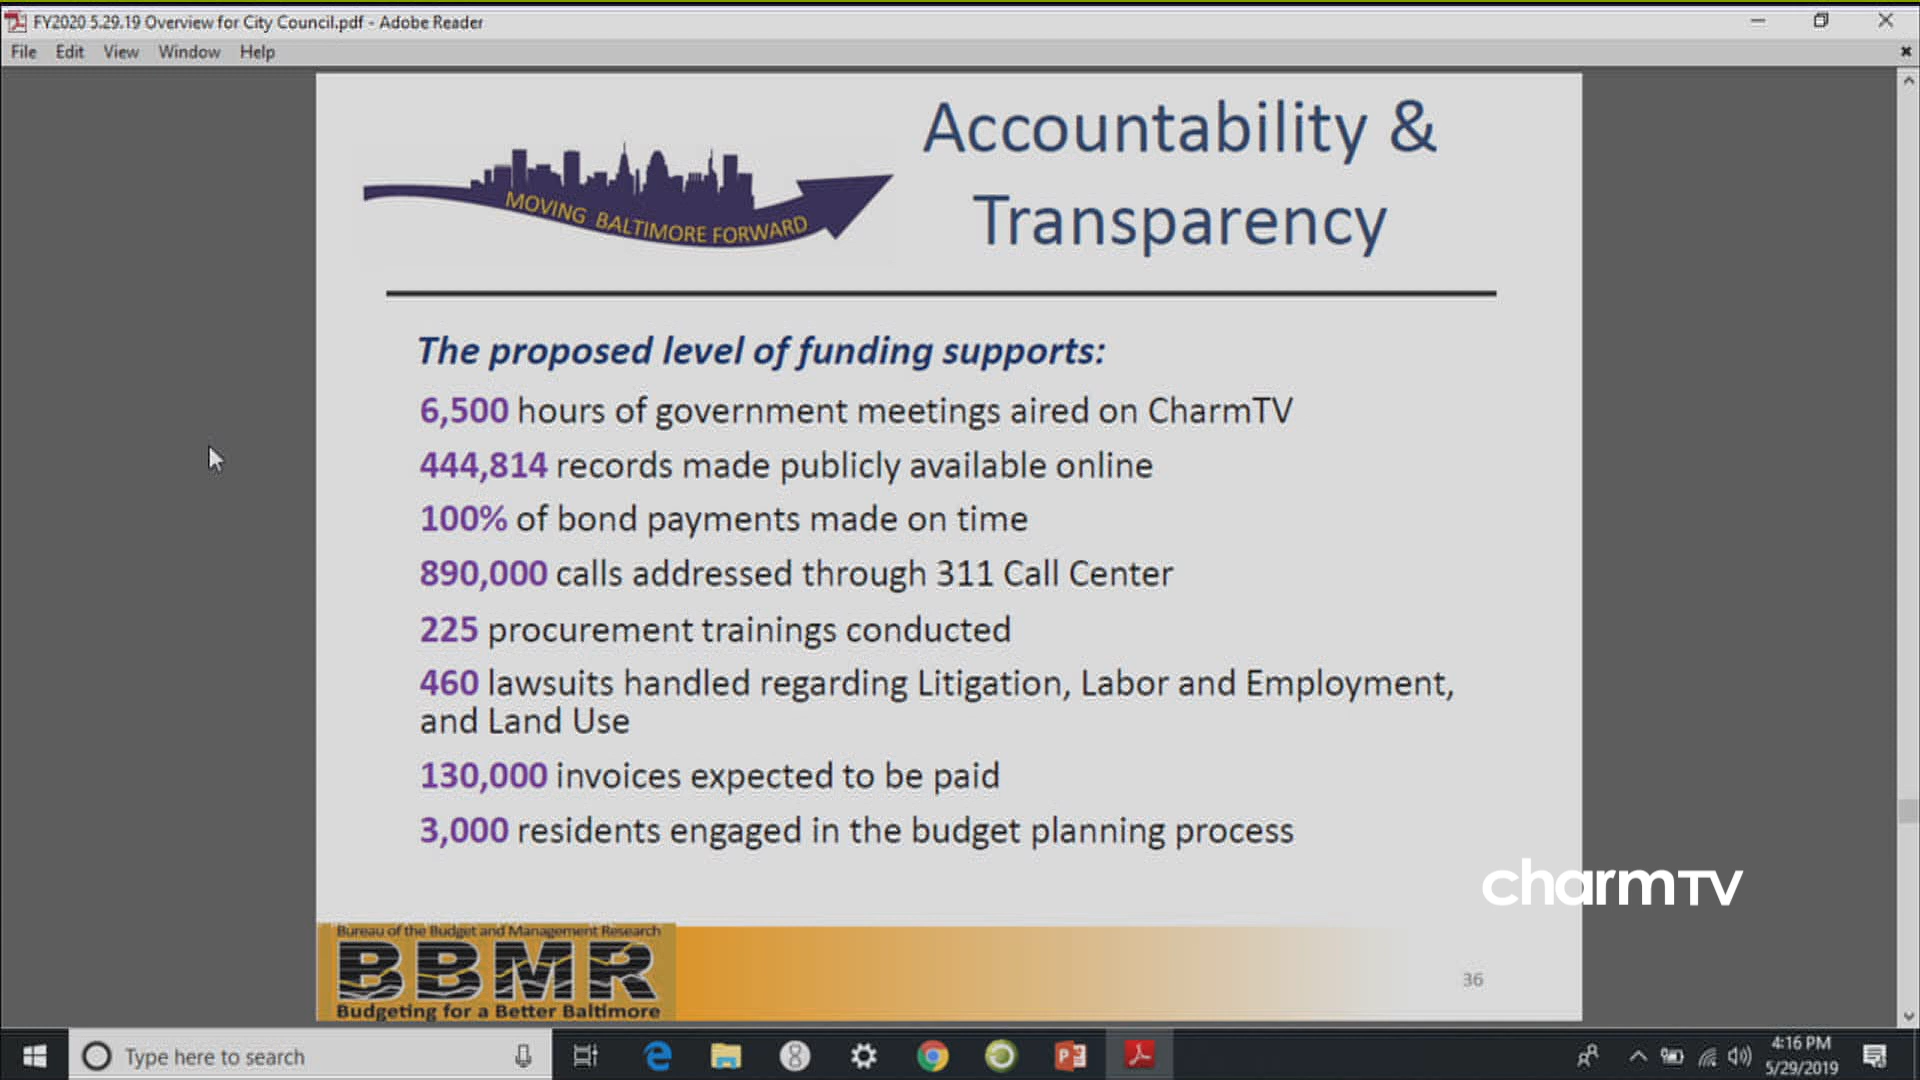 FY2020 5.29.19 Overview for City Council.pdf - Adobe Reader
File Edit View Window Help
MOVING BALTIMORE FORWARD
Accountability &
Transparency
The proposed level of funding supports:
6,500 hours of government meetings aired on CharmTV
444,814 records made publicly available online
100% of bond payments made on time
890,000 calls addressed through 311 Call Center
225 procurement trainings conducted
460 lawsuits handled regarding Litigation, Labor and Employment,
and Land Use
130,000 invoices expected to be paid
3,000 residents engaged in the budget planning process
charmTV
Bureau of the Budget and Management Research
BBMR
Budgeting for a Better Baltimore
36
Type here to search
4:16 PM
5/29/2019